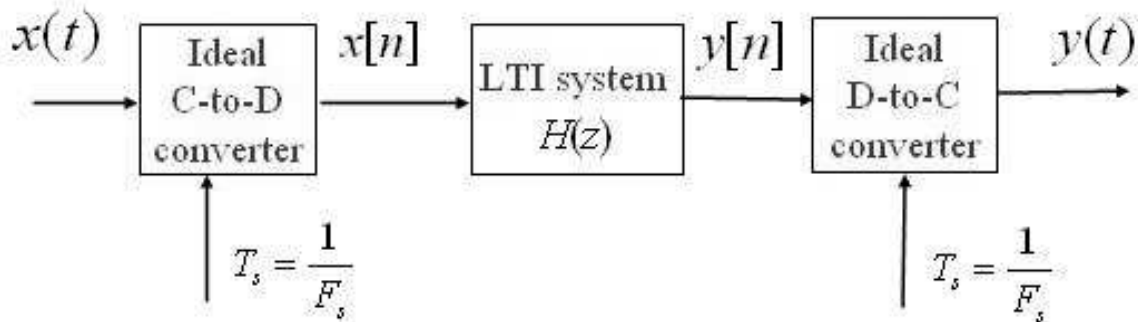 x(t)
Ideal
C-to-D
converter
x[n]
LTI system
H(z)
y[n]
Ideal
D-to-C
converter
y(t)
T_s = 1/F_s
T_s = 1/F_s